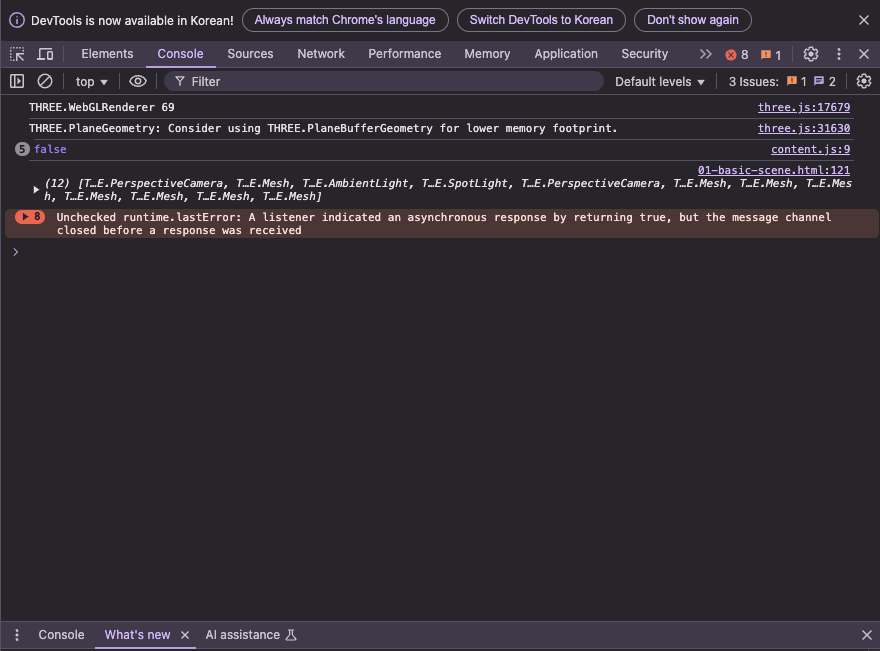 DevTools is now available in Korean! Always match Chrome's language Switch DevTools to Korean Don't show again
Elements Console Sources Network Performance Memory Application Security 8 1
top Filter Default levels 3 Issues: 1 2
THREE.WebGLRenderer 69 three.js:17679
THREE.PlaneGeometry: Consider using THREE.PlaneBufferGeometry for lower memory footprint. three.js:31630
5 false content.js:9
01-basic-scene.html:121
(12) [T…E.PerspectiveCamera, T…E.Mesh, T…E.AmbientLight, T…E.SpotLight, T…E.PerspectiveCamera, T…E.Mesh, T…E.Mesh, T…E.Mes
h, T…E.Mesh, T…E.Mesh, T…E.Mesh, T…E.Mesh]
8 Unchecked runtime.lastError: A listener indicated an asynchronous response by returning true, but the message channel
closed before a response was received
Console What's new AI assistance